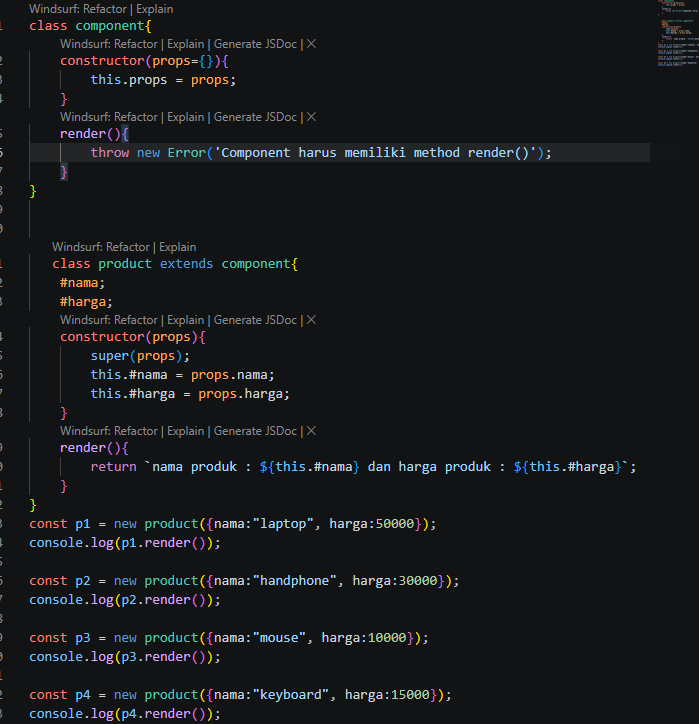 Windsurf: Refactor | Explain
class component{
Windsurf: Refactor | Explain | Generate JSDoc | X
constructor(props={}){
this.props = props;
}
Windsurf: Refactor | Explain | Generate JSDoc | X
render(){
throw new Error('Component harus memiliki method render()');
}
}
Windsurf: Refactor | Explain
class product extends component{
#nama;
#harga;
Windsurf: Refactor | Explain | Generate JSDoc | X
constructor(props){
super(props);
this.#nama = props.nama;
this.#harga = props.harga;
}
Windsurf: Refactor | Explain | Generate JSDoc | X
render(){
return `nama produk : ${this.#nama} dan harga produk : ${this.#harga}`;
}
}
const p1 = new product({nama:"laptop", harga:50000});
console.log(p1.render());
const p2 = new product({nama:"handphone", harga:30000});
console.log(p2.render());
const p3 = new product({nama:"mouse", harga:10000});
console.log(p3.render());
const p4 = new product({nama:"keyboard", harga:15000});
console.log(p4.render());